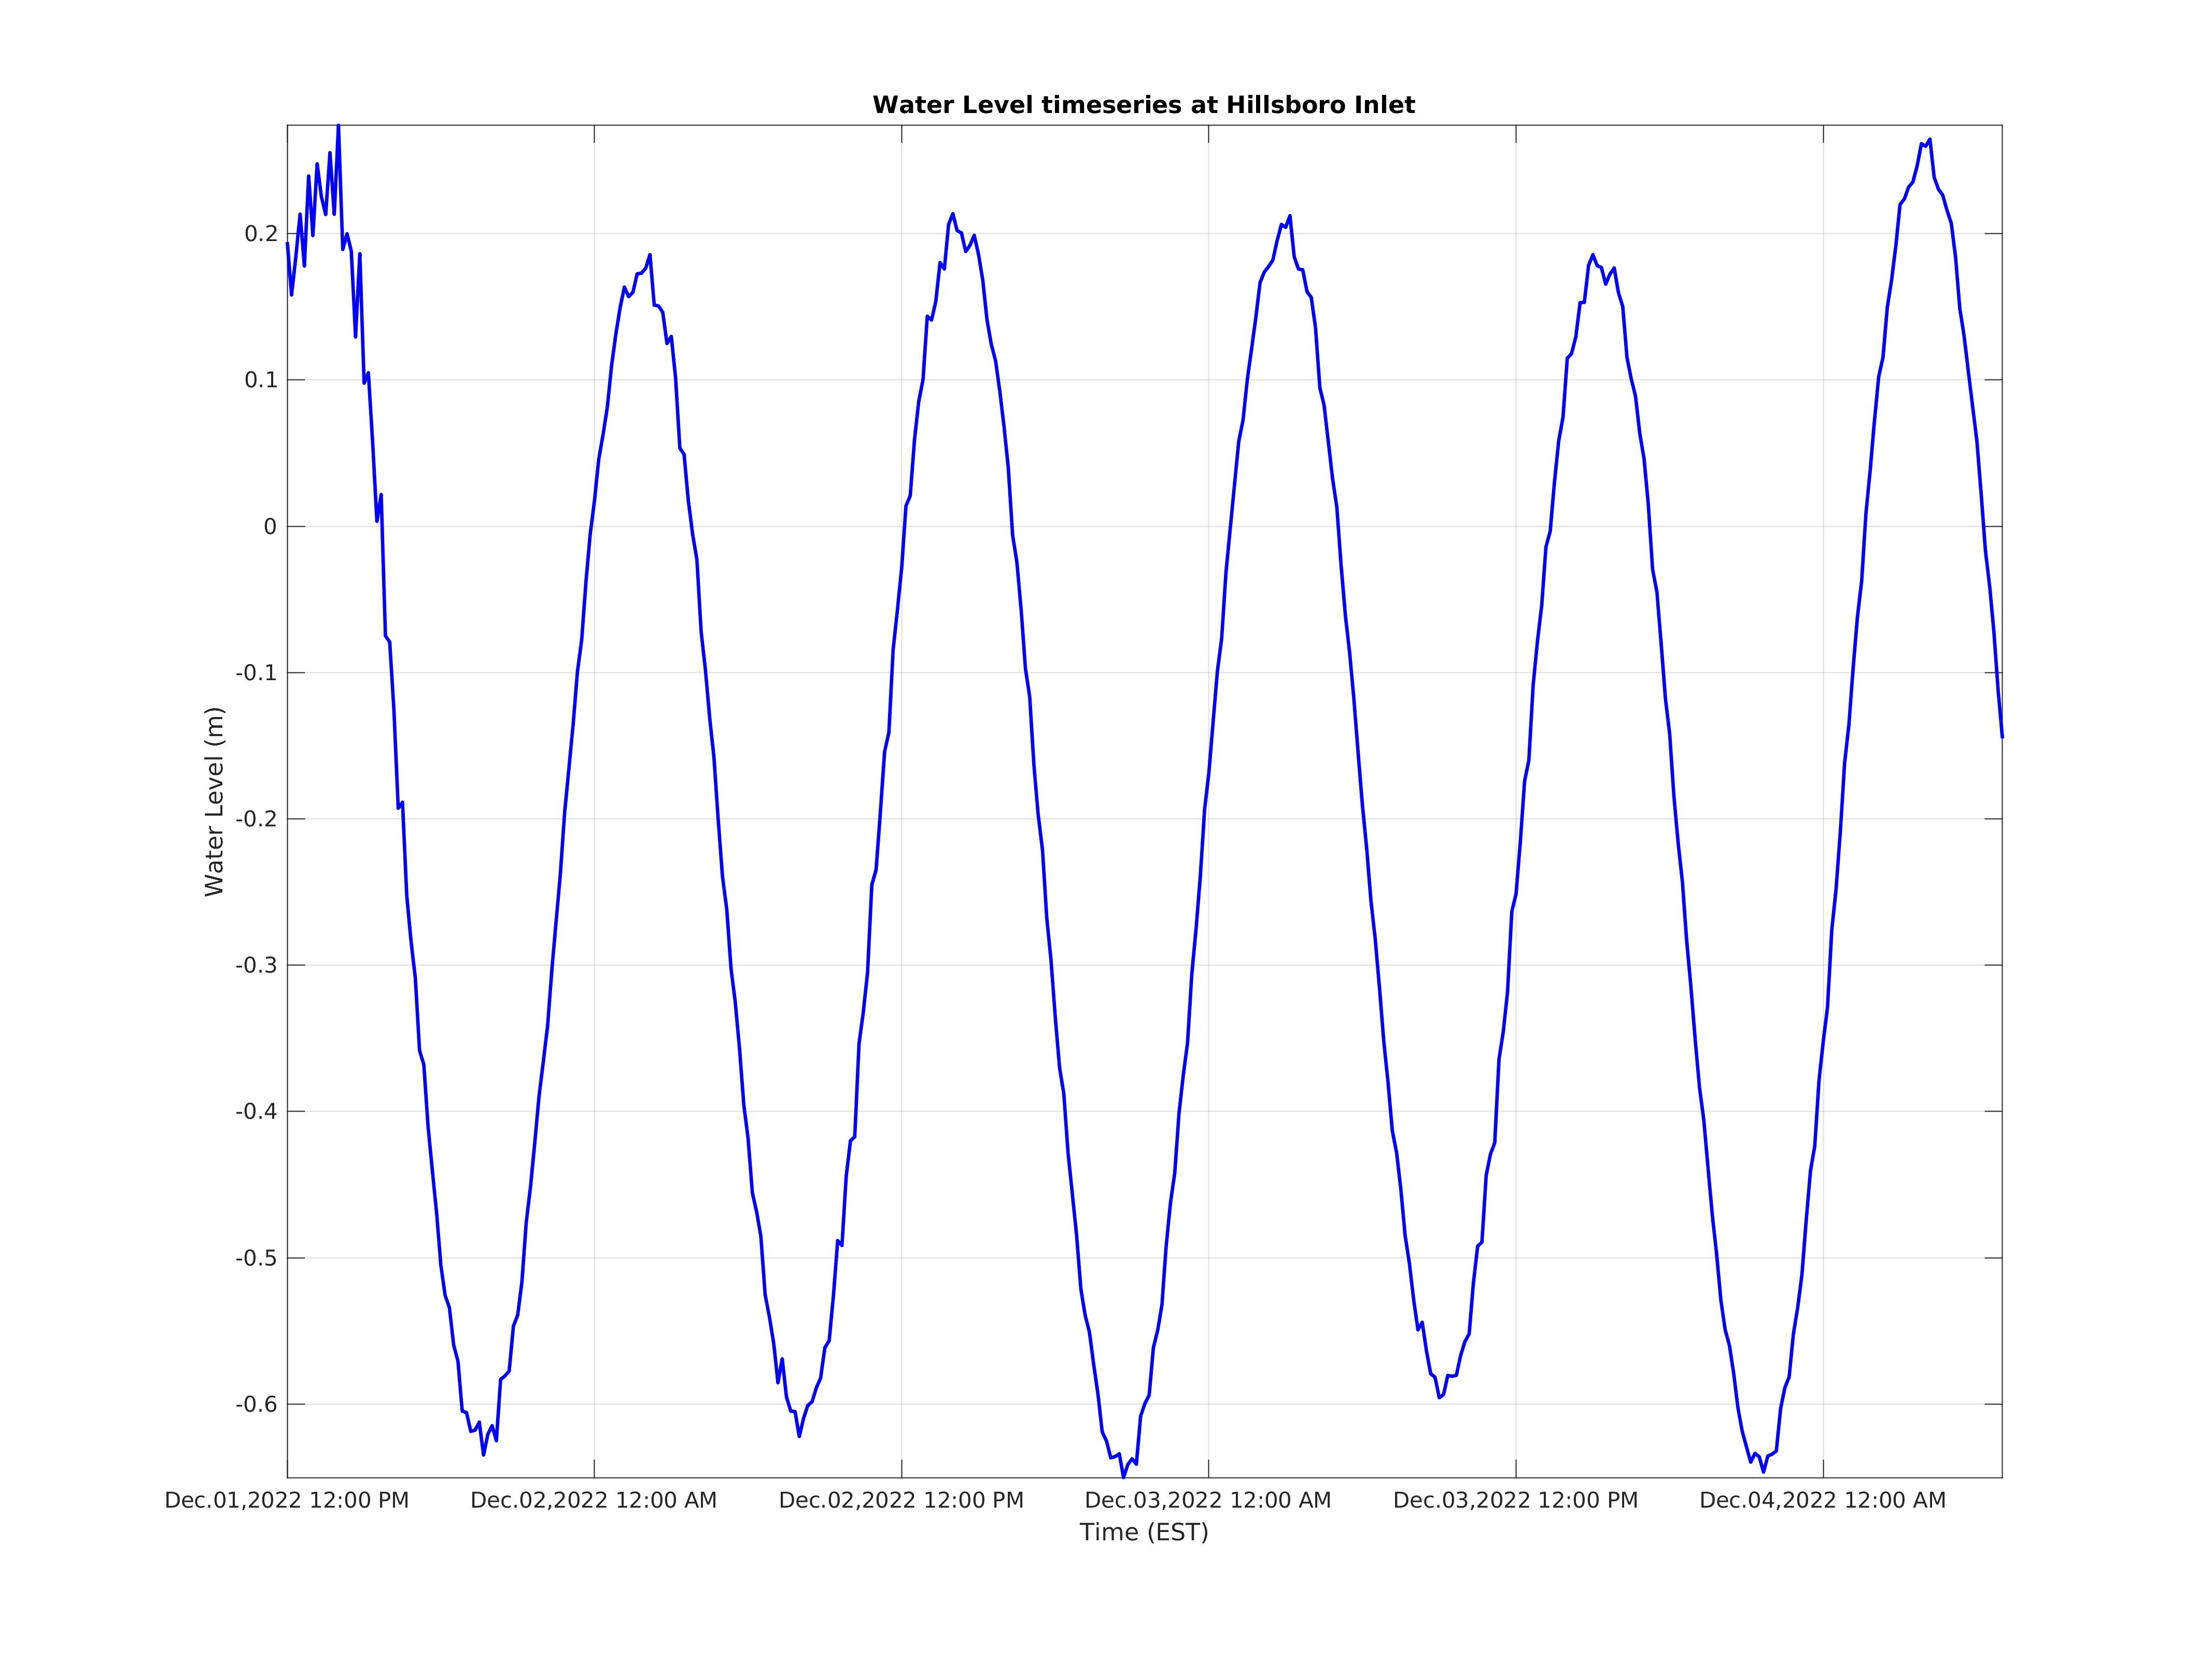 Water Level timeseries at Hillsboro Inlet
0.2
0.1
0
-0.1
-0.2
-0.3
-0.4
-0.5
-0.6
Water Level (m)
Dec.01,2022 12:00 PM
Dec.02,2022 12:00 AM
Dec.02,2022 12:00 PM
Dec.03,2022 12:00 AM
Dec.03,2022 12:00 PM
Dec.04,2022 12:00 AM
Time (EST)